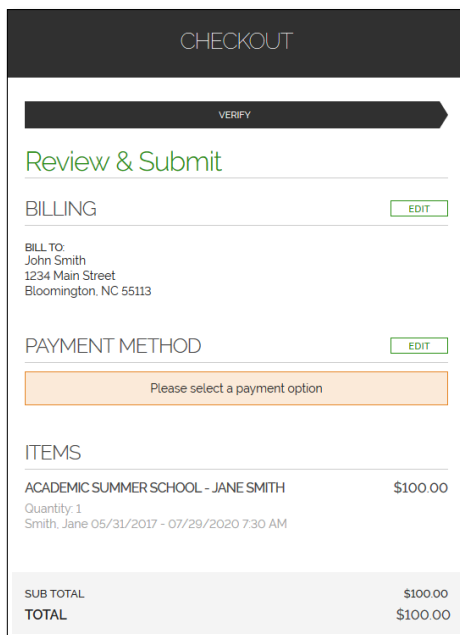 CHECKOUT
VERIFY
Review & Submit
BILLING
EDIT
BILL TO:
John Smith
1234 Main Street
Bloomington, NC 55113
PAYMENT METHOD
EDIT
Please select a payment option
ITEMS
ACADEMIC SUMMER SCHOOL - JANE SMITH $100.00
Quantity: 1
Smith, Jane 05/31/2017 - 07/29/2020 7:30 AM
SUB TOTAL $100.00
TOTAL $100.00